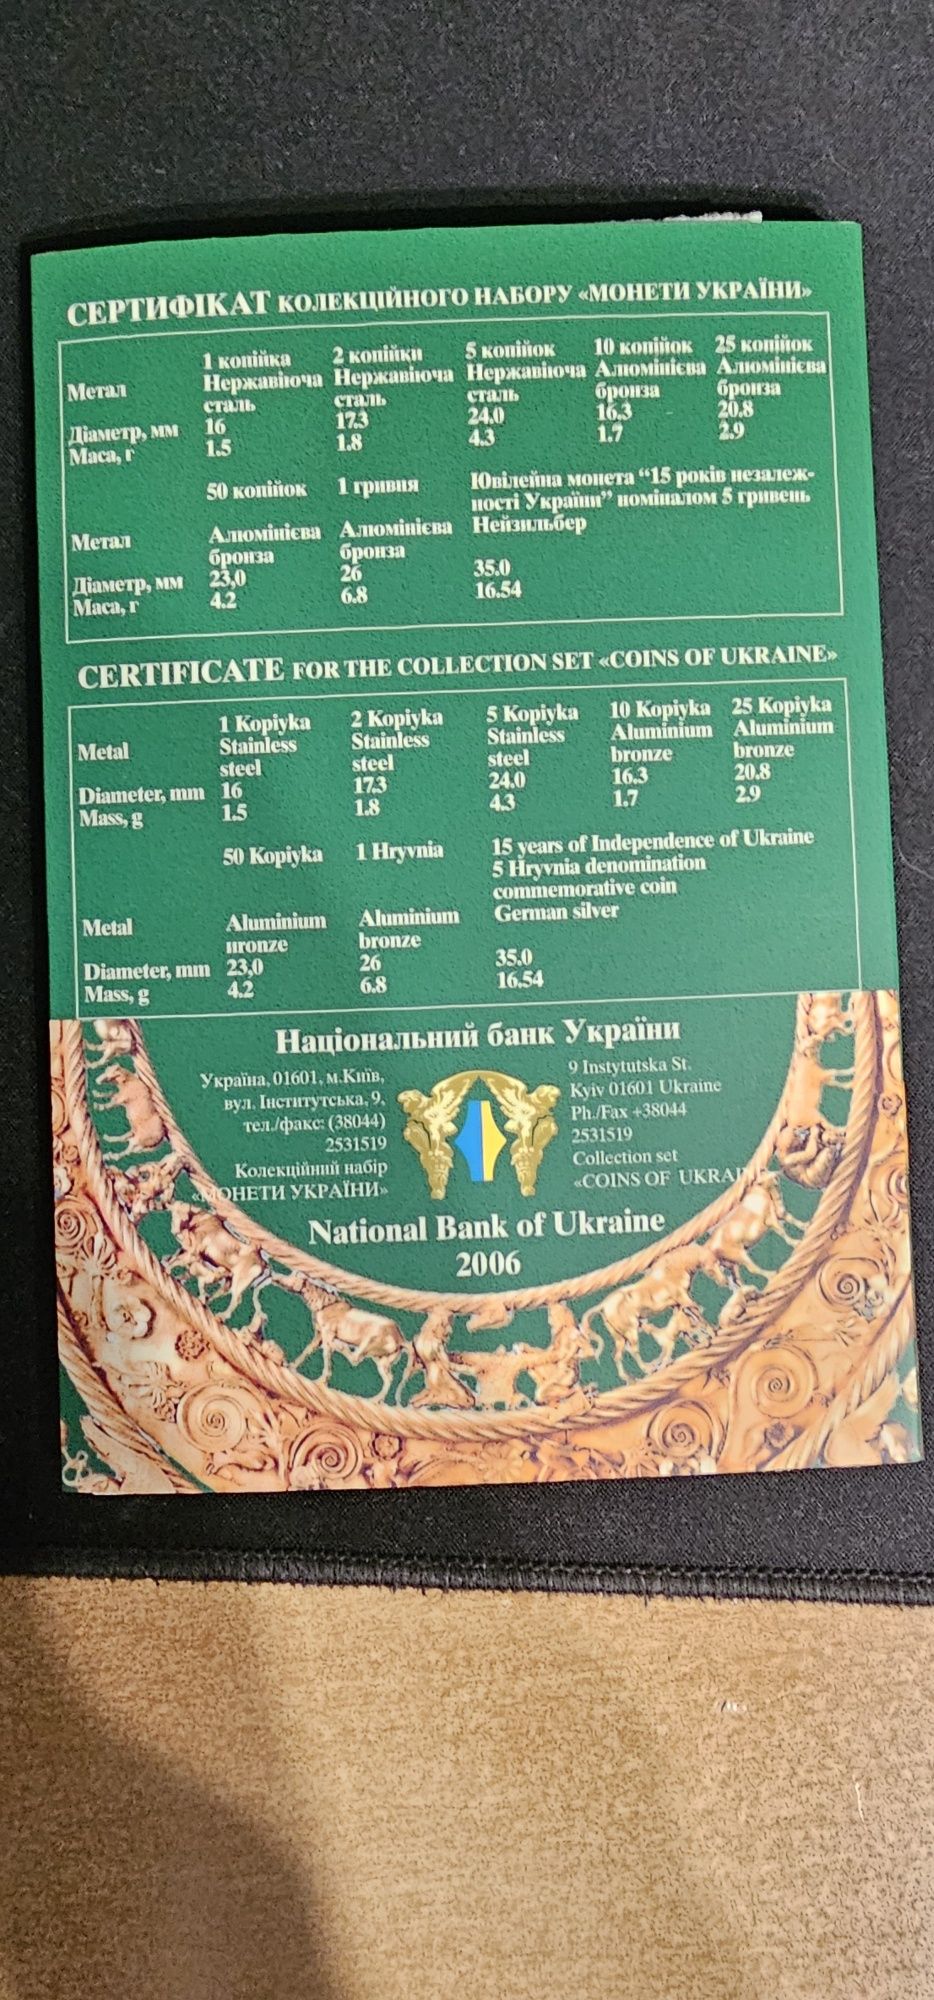 СЕРТИФІКАТ КОЛЕКЦІЙНОГО НАБОРУ «МОНЕТИ УКРАЇНИ»
1 копійка 2 копійки 5 копійок 10 копійок 25 копійок
Метал Нержавіюча Нержавіюча Нержавіюча Алюмінієва Алюмінієва
сталь сталь сталь бронза бронза
Діаметр, мм 16 17.3 24.0 16.3 20.8
Маса, г 1.5 1.8 4.3 1.7 2.9
50 копійок 1 гривня Ювілейна монета “15 років незалеж-
ності України” номіналом 5 гривень
Метал Алюмінієва Алюмінієва Нейзильбер
бронза бронза
Діаметр, мм 23,0 26 35.0
Маса, г 4.2 6.8 16.54
CERTIFICATE FOR THE COLLECTION SET «COINS OF UKRAINE»
1 Kopiyka 2 Kopiyka 5 Kopiyka 10 Kopiyka 25 Kopiyka
Metal Stainless Stainless Stainless Aluminium Aluminium
steel steel steel bronze bronze
Diameter, mm 16 17.3 24.0 16.3 20.8
Mass, g 1.5 1.8 4.3 1.7 2.9
50 Kopiyka 1 Hryvnia 15 years of Independence of Ukraine
5 Hryvnia denomination
commemorative coin
Metal Aluminium Aluminium German silver
пronze bronze
Diameter, mm 23,0 26 35.0
Mass, g 4.2 6.8 16.54
Національний банк України
Україна, 01601, м.Київ,
вул. Інститутська, 9,
тел./факс: (38044)
2531519
Колекційний набір
«МОНЕТИ УКРАЇНИ»
9 Instytutska St.
Kyiv 01601 Ukraine
Ph./Fax +38044
2531519
Collection set
«COINS OF UKRAINE»
National Bank of Ukraine
2006